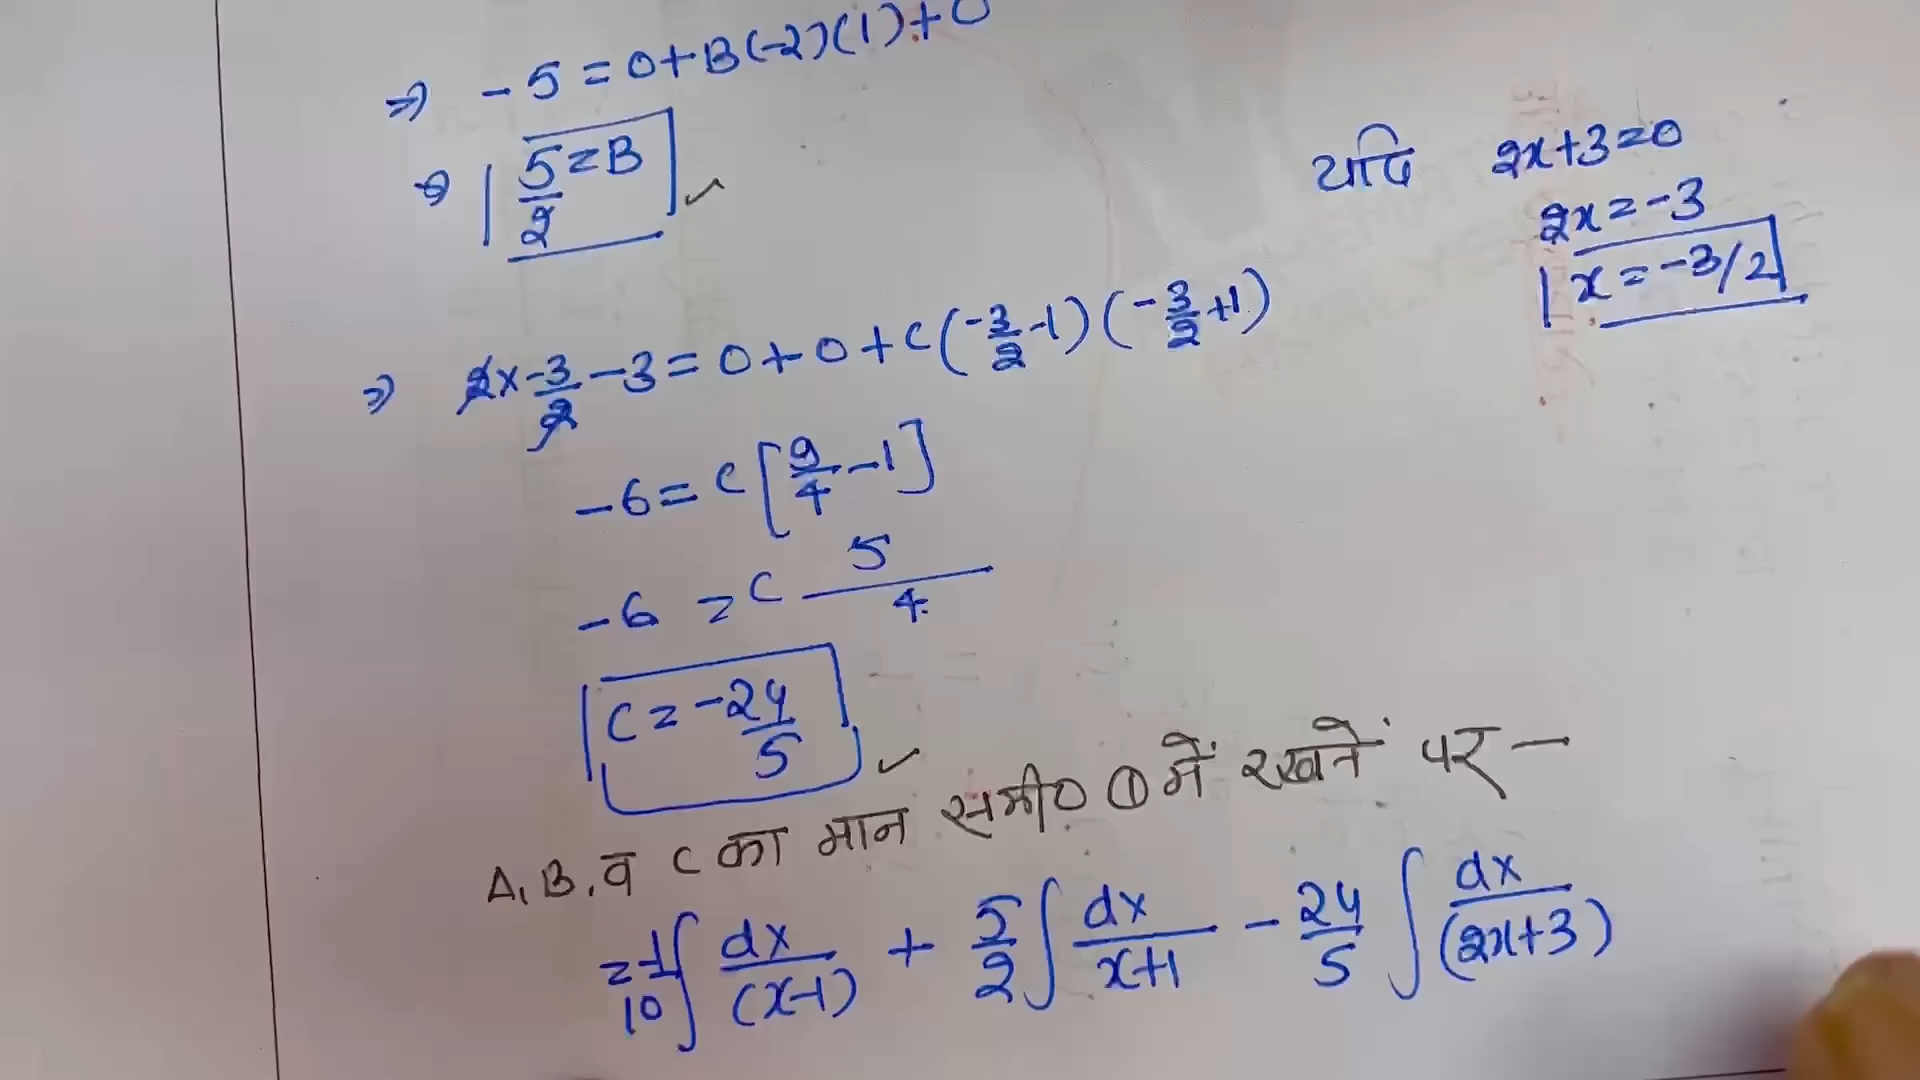 ⇒ -5 = 0 + B(-2)(1) + 0
⇒ 5/2 = B ✓
यदि 2x+3=0
2x = -3
x = -3/2
⇒ 2x-3/2 -3 = 0 + 0 + C(-3/2 -1)(-3/2 +1)
-6 = C[9/4 -1]
-6 = C 5/4
C = -24/5 ✓
A, B, व C का मान समी० ① में रखनें पर —
= -1/10 ∫ dx/(x-1) + 5/2 ∫ dx/x+1 - 24/5 ∫ dx/(2x+3)